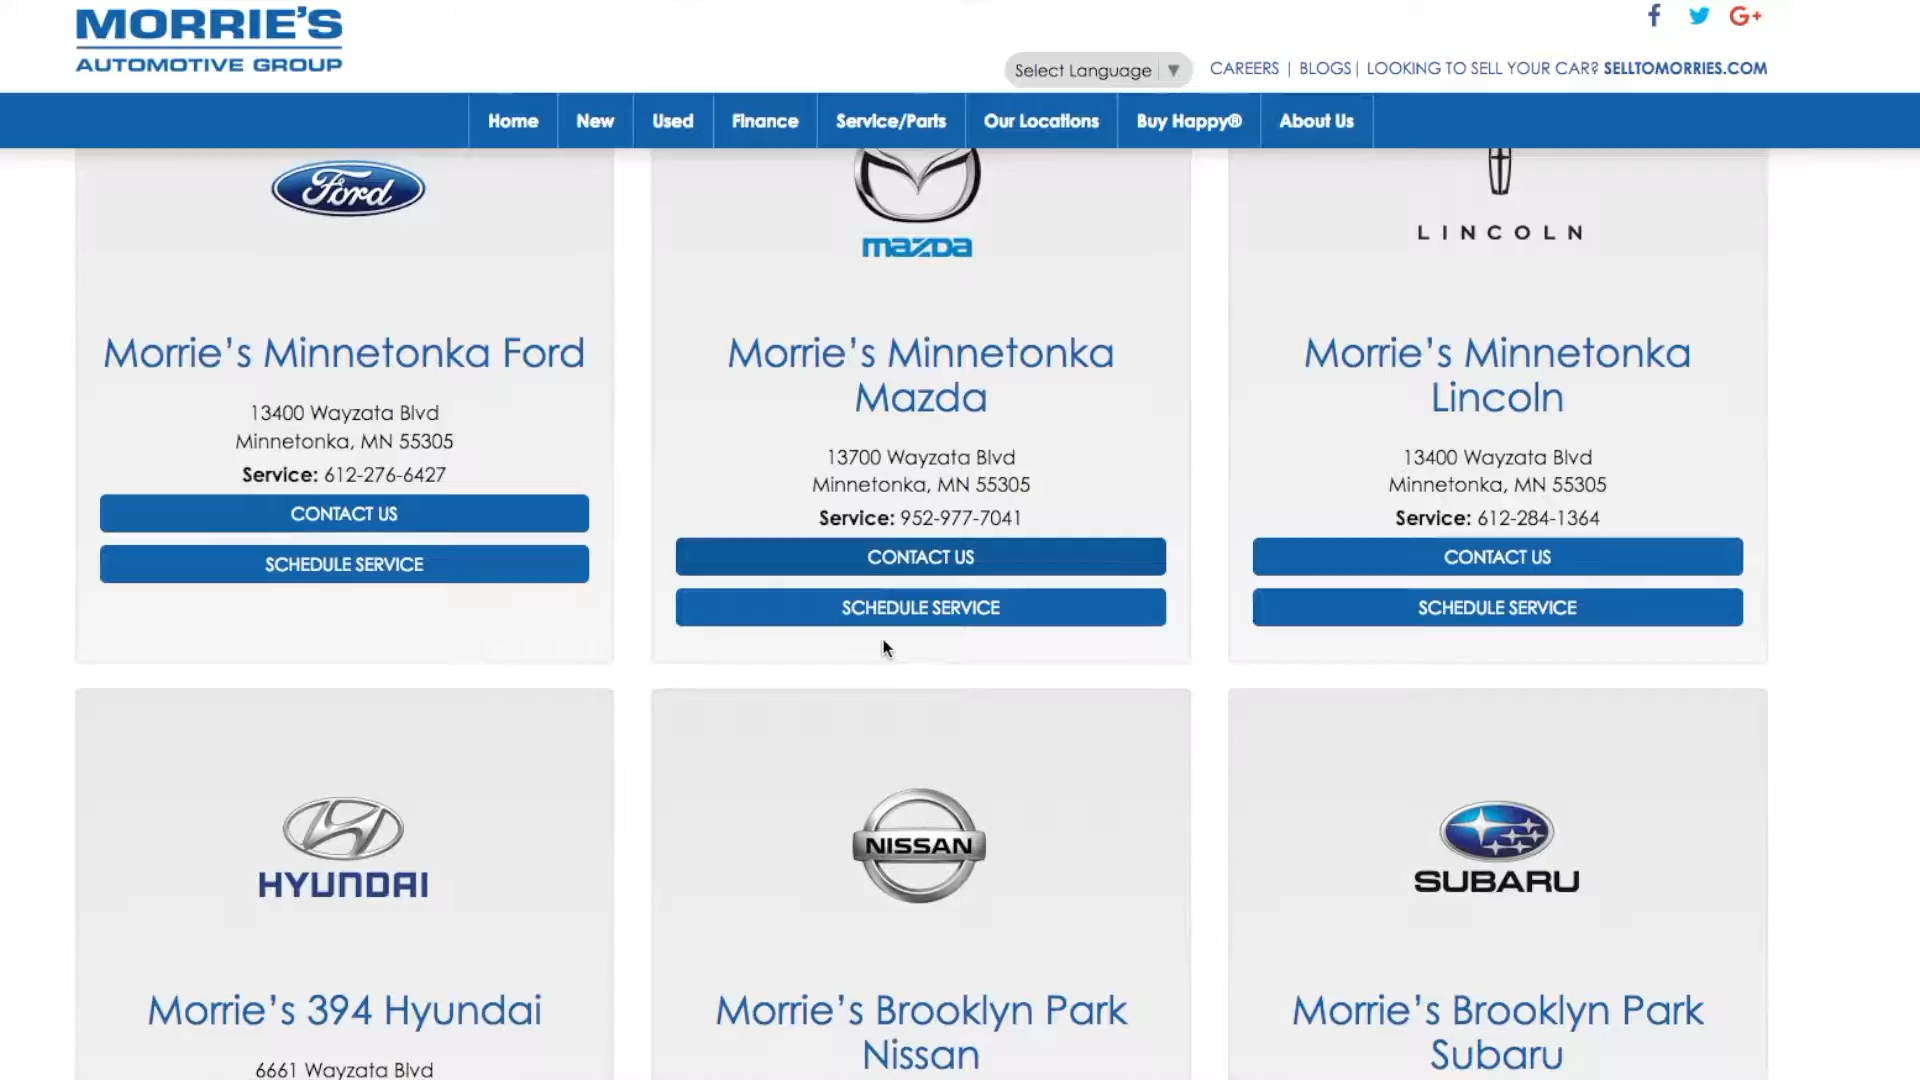 MORRIE'S
AUTOMOTIVE GROUP
G+
Select Language ▼
CAREERS | BLOGS | LOOKING TO SELL YOUR CAR? SELLTOMORRIES.COM
Home New Used Finance Service/Parts Our Locations Buy Happy® About Us
Ford
mazda
LINCOLN
Morrie's Minnetonka Ford
13400 Wayzata Blvd
Minnetonka, MN 55305
Service: 612-276-6427
CONTACT US
SCHEDULE SERVICE
Morrie's Minnetonka
Mazda
13700 Wayzata Blvd
Minnetonka, MN 55305
Service: 952-977-7041
CONTACT US
SCHEDULE SERVICE
Morrie's Minnetonka
Lincoln
13400 Wayzata Blvd
Minnetonka, MN 55305
Service: 612-284-1364
CONTACT US
SCHEDULE SERVICE
HYUNDAI
Morrie's 394 Hyundai
6661 Wayzata Blvd
NISSAN
Morrie's Brooklyn Park
Nissan
SUBARU
Morrie's Brooklyn Park
Subaru